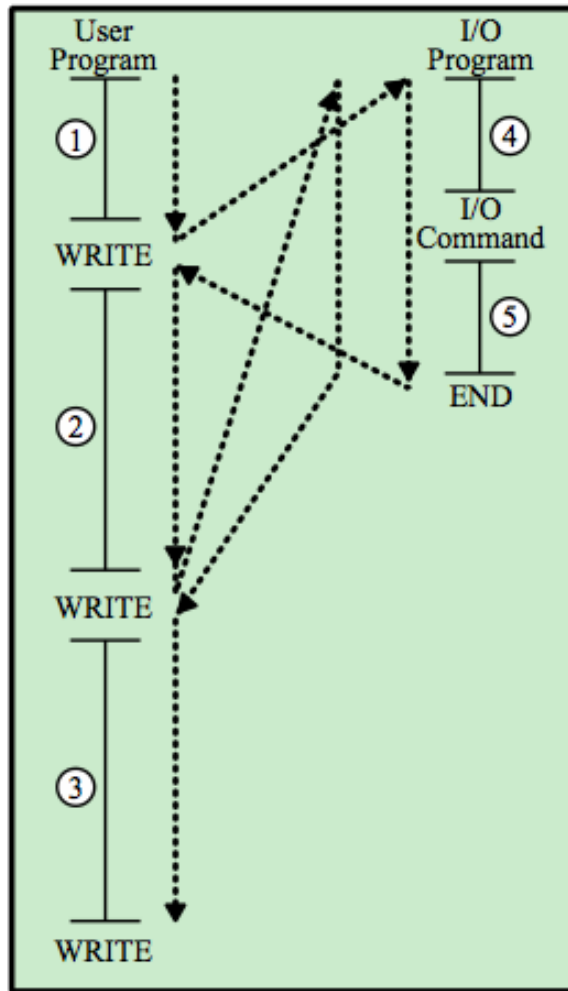 User
Program
1
WRITE
2
WRITE
3
WRITE
I/O
Program
4
I/O
Command
5
END